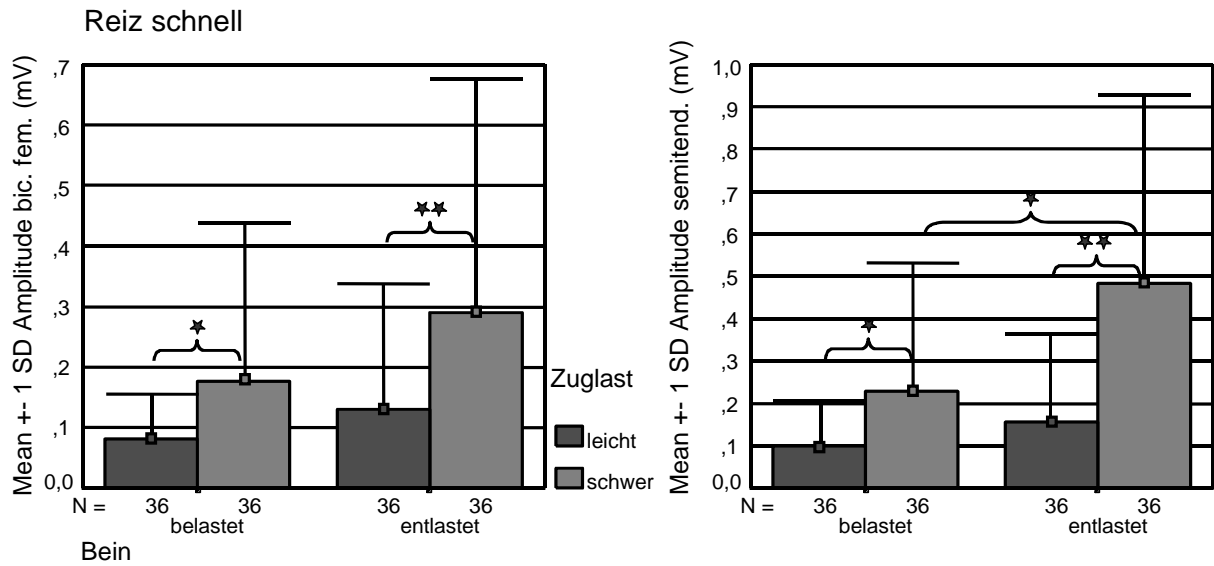 Reiz schnell
Mean +- 1 SD Amplitude bic. fem. (mV)
,7
,6
,5
,4
,3
,2
,1
0,0
N =
36
36
36
36
belastet
entlastet
Bein
Zuglast
leicht
schwer
Mean +- 1 SD Amplitude semitend. (mV)
1,0
,9
,8
,7
,6
,5
,4
,3
,2
,1
0,0
N =
36
36
36
36
belastet
entlastet